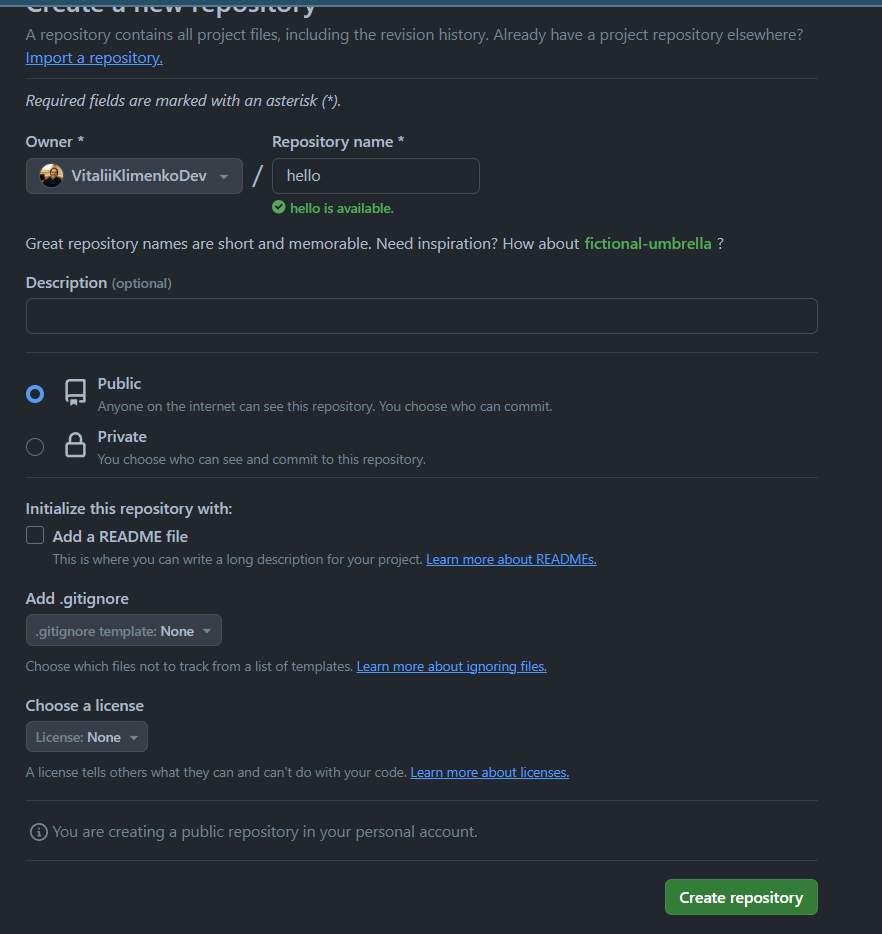 Create a new repository
A repository contains all project files, including the revision history. Already have a project repository elsewhere?
Import a repository.
Required fields are marked with an asterisk (*).
Owner * Repository name *
VitaliiKlimenkoDev / hello
hello is available.
Great repository names are short and memorable. Need inspiration? How about fictional-umbrella ?
Description (optional)
Public
Anyone on the internet can see this repository. You choose who can commit.
Private
You choose who can see and commit to this repository.
Initialize this repository with:
Add a README file
This is where you can write a long description for your project. Learn more about READMEs.
Add .gitignore
.gitignore template: None
Choose which files not to track from a list of templates. Learn more about ignoring files.
Choose a license
License: None
A license tells others what they can and can't do with your code. Learn more about licenses.
You are creating a public repository in your personal account.
Create repository